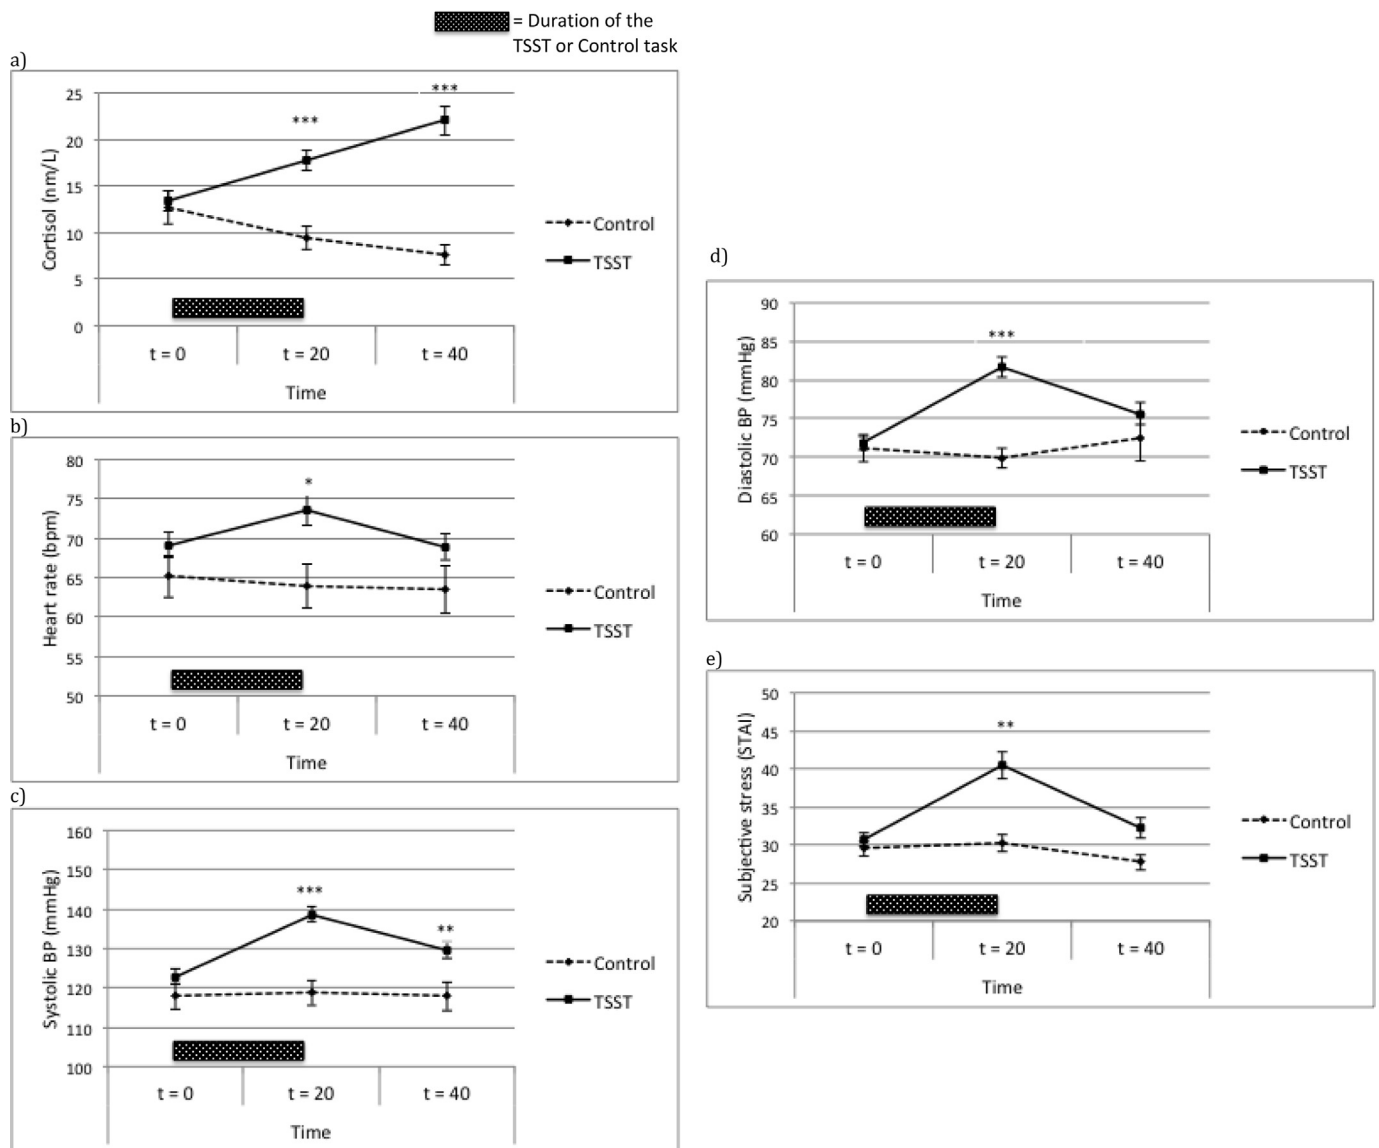 = Duration of the
TSST or Control task
a)
25
20
15
10
5
0
Cortisol (nm/L)
***
***
t = 0
t = 20
t = 40
Time
Control
TSST
b)
80
75
70
65
60
55
50
Heart rate (bpm)
*
t = 0
t = 20
t = 40
Time
Control
TSST
c)
160
150
140
130
120
110
100
Systolic BP (mmHg)
***
**
t = 0
t = 20
t = 40
Time
Control
TSST
d)
90
85
80
75
70
65
60
Diastolic BP (mmHg)
***
t = 0
t = 20
t = 40
Time
Control
TSST
e)
50
45
40
35
30
25
20
Subjective stress (STAI)
**
t = 0
t = 20
t = 40
Time
Control
TSST